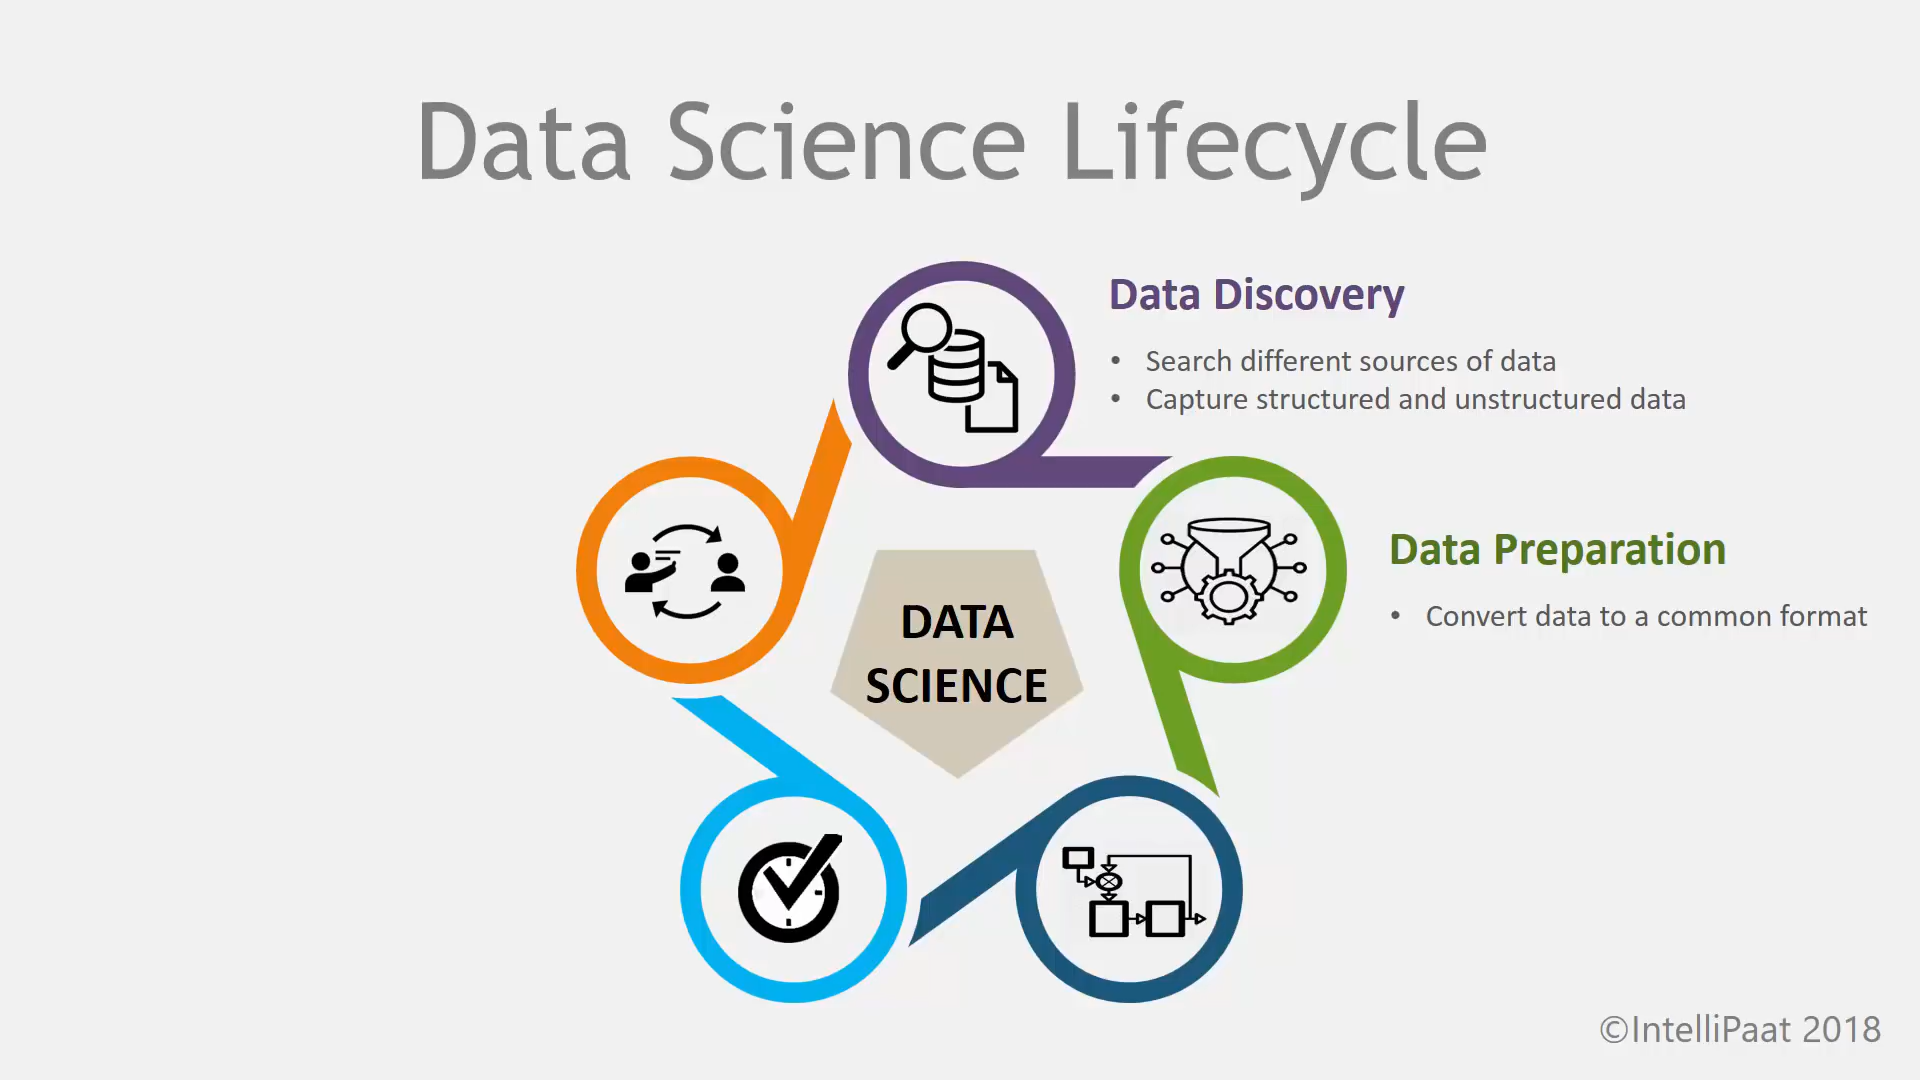 Data Science Lifecycle
Data Discovery
• Search different sources of data
• Capture structured and unstructured data
Data Preparation
• Convert data to a common format
DATA
SCIENCE
©IntelliPaat 2018